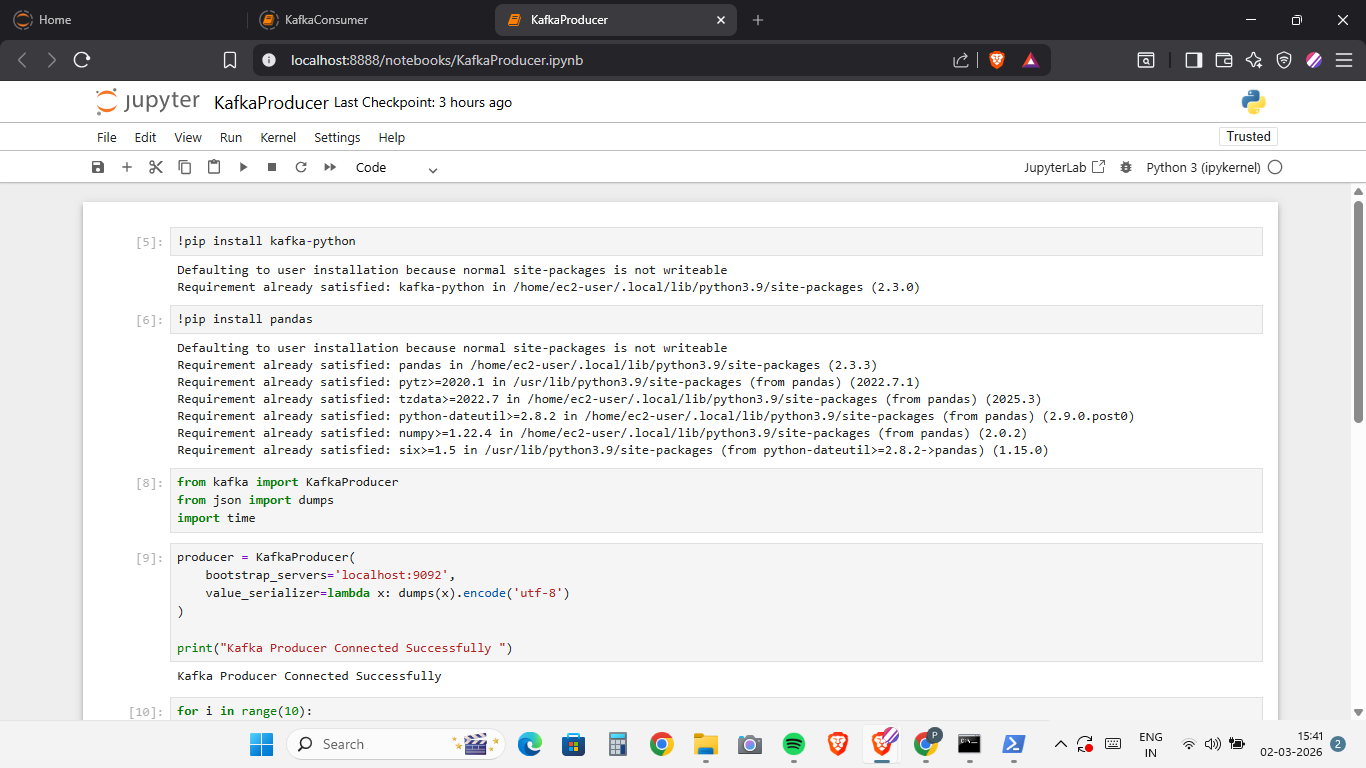 Home
KafkaConsumer
KafkaProducer
localhost:8888/notebooks/KafkaProducer.ipynb
jupyter KafkaProducer Last Checkpoint: 3 hours ago
File Edit View Run Kernel Settings Help
Trusted
Code
JupyterLab
Python 3 (ipykernel)
[5]: !pip install kafka-python
Defaulting to user installation because normal site-packages is not writeable
Requirement already satisfied: kafka-python in /home/ec2-user/.local/lib/python3.9/site-packages (2.3.0)
[6]: !pip install pandas
Defaulting to user installation because normal site-packages is not writeable
Requirement already satisfied: pandas in /home/ec2-user/.local/lib/python3.9/site-packages (2.3.3)
Requirement already satisfied: pytz>=2020.1 in /usr/lib/python3.9/site-packages (from pandas) (2022.7.1)
Requirement already satisfied: tzdata>=2022.7 in /home/ec2-user/.local/lib/python3.9/site-packages (from pandas) (2025.3)
Requirement already satisfied: python-dateutil>=2.8.2 in /home/ec2-user/.local/lib/python3.9/site-packages (from pandas) (2.9.0.post0)
Requirement already satisfied: numpy>=1.22.4 in /home/ec2-user/.local/lib/python3.9/site-packages (from pandas) (2.0.2)
Requirement already satisfied: six>=1.5 in /usr/lib/python3.9/site-packages (from python-dateutil>=2.8.2->pandas) (1.15.0)
[8]: from kafka import KafkaProducer
from json import dumps
import time
[9]: producer = KafkaProducer(
    bootstrap_servers='localhost:9092',
    value_serializer=lambda x: dumps(x).encode('utf-8')
)
print("Kafka Producer Connected Successfully ")
Kafka Producer Connected Successfully
[10]: for i in range(10):
Search
P
ENG
IN
15:41
02-03-2026
2